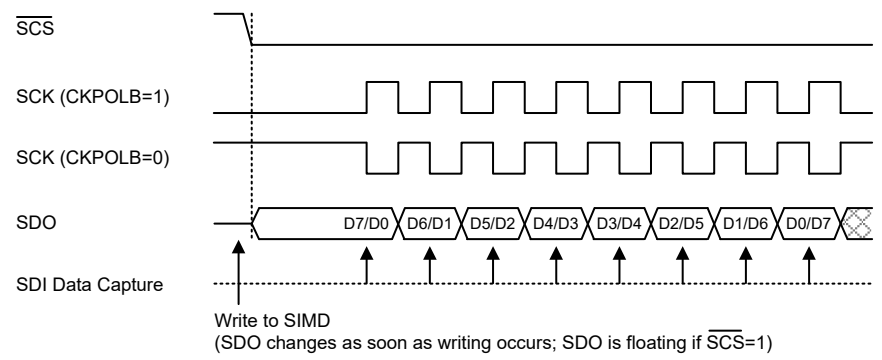 SCS
SCK (CKPOLB=1)
SCK (CKPOLB=0)
SDO
D7/D0 D6/D1 D5/D2 D4/D3 D3/D4 D2/D5 D1/D6 D0/D7
SDI Data Capture
Write to SIMD
(SDO changes as soon as writing occurs; SDO is floating if SCS=1)